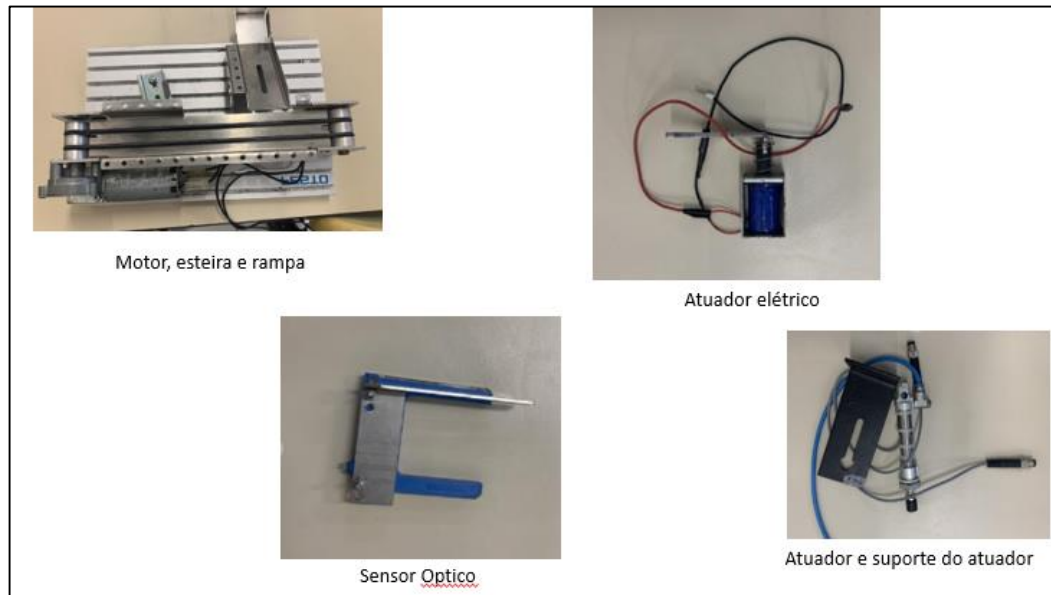 Motor, esteira e rampa
Atuador elétrico
Sensor Optico
Atuador e suporte do atuador